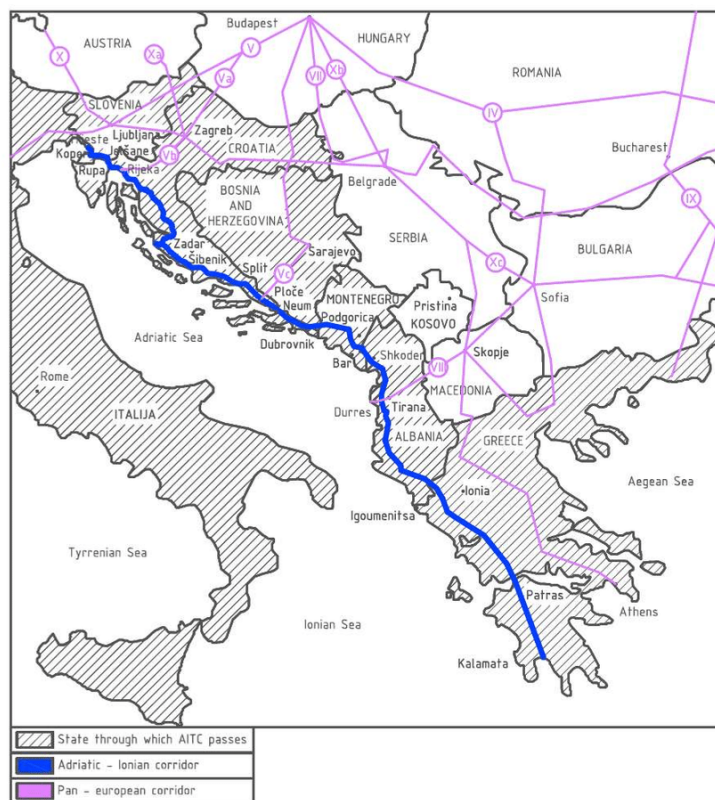 Budapest
HUNGARY
AUSTRIA
X
Xa
V
Va
VII
Xb
ROMANIA
SLOVENIA
IV
Ljubljana
Zagreb
Trieste
Jelšane
Bucharest
Koper
Vb
CROATIA
Rupa
Rijeka
Belgrade
BOSNIA
AND
HERZEGOVINA
IX
Zadar
SERBIA
BULGARIA
Šibenik
Sarajevo
Xc
Split
Vc
Ploče
MONTENEGRO
Sofia
Neum
Pristina
Podgorica
KOSOVO
Adriatic Sea
Dubrovnik
Skopje
Shkoder
Bar
VII
Rome
MACEDONIA
Durres
Tirana
ITALIJA
ALBANIA
GREECE
Aegean Sea
Ionia
Igoumenitsa
Tyrrenian Sea
Patras
Athens
Ionian Sea
Kalamata
State through which AITC passes
Adriatic - Ionian corridor
Pan - european corridor